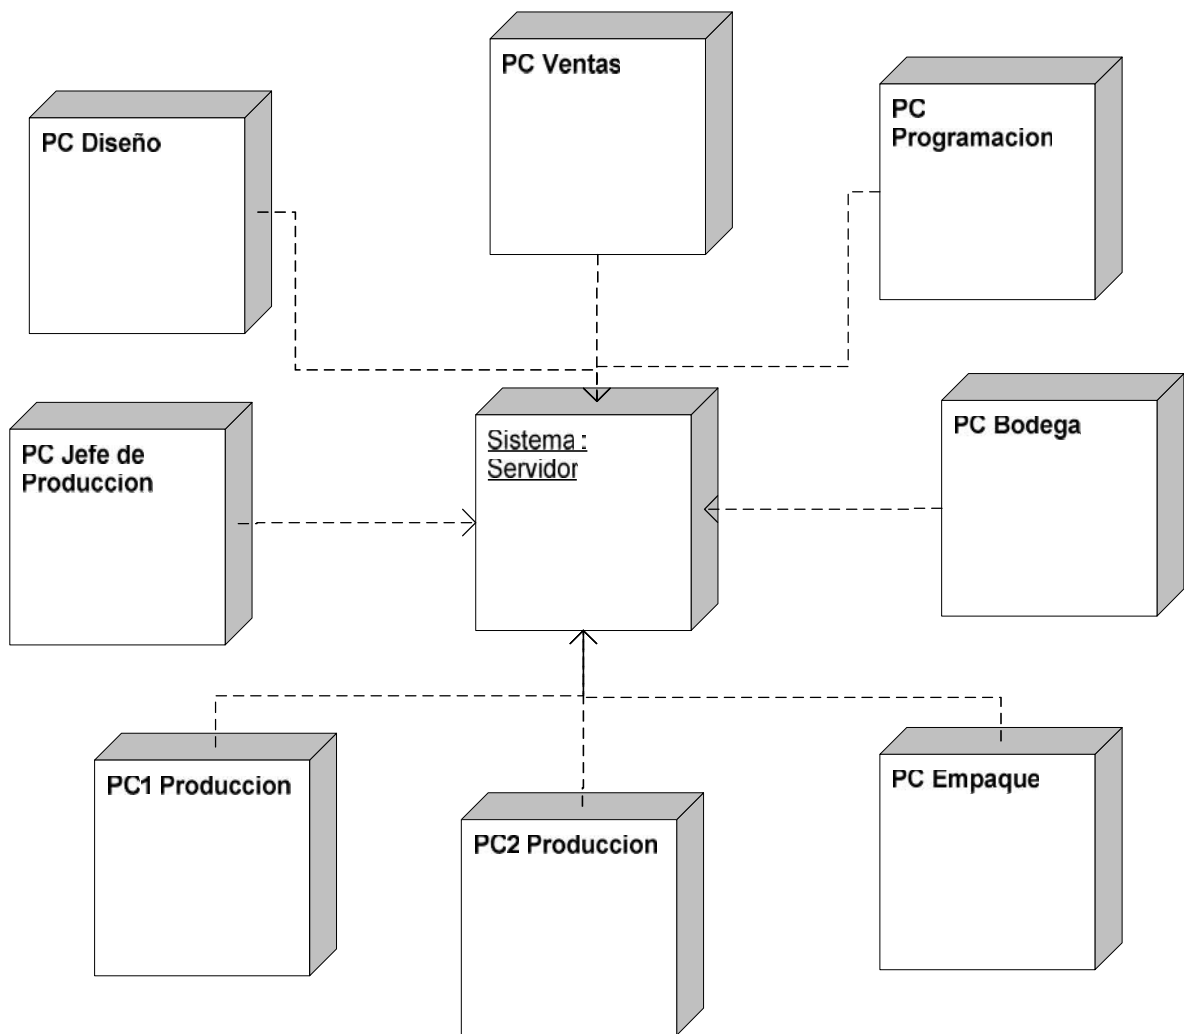 PC Ventas
PC Diseño
PC
Programacion
PC Jefe de
Produccion
Sistema :
Servidor
PC Bodega
PC1 Produccion
PC2 Produccion
PC Empaque